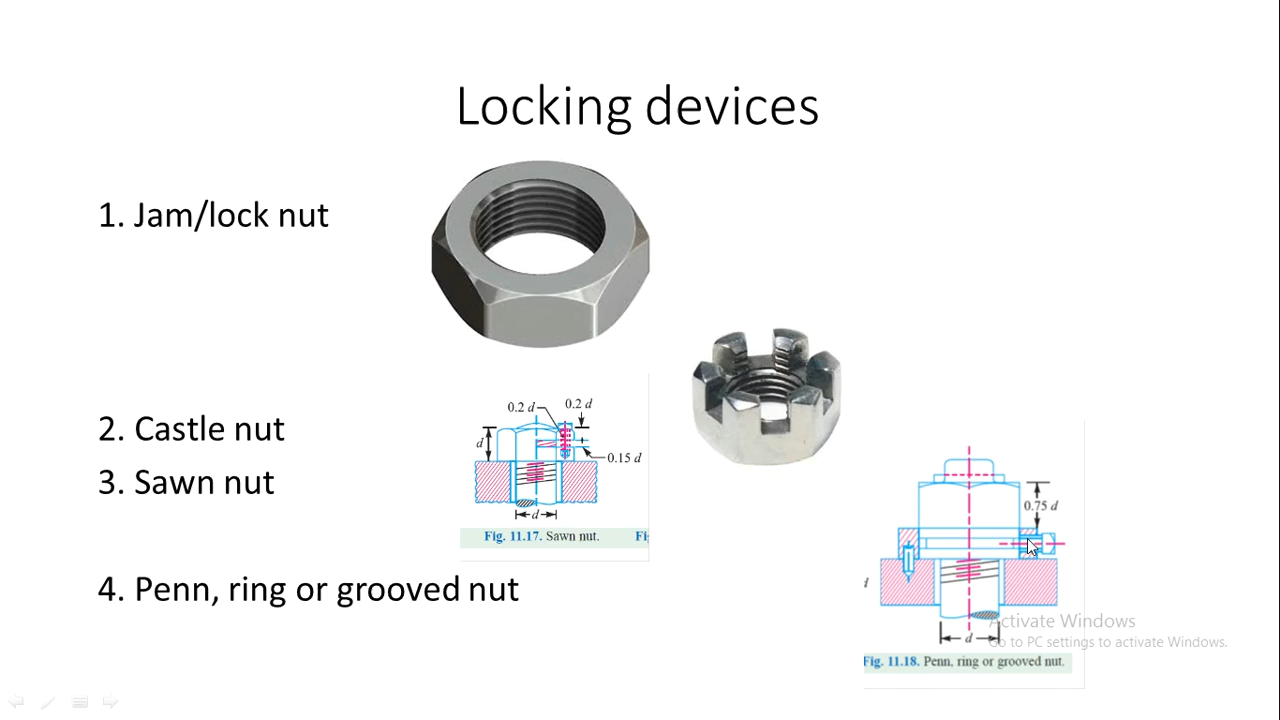 Locking devices
1. Jam/lock nut
2. Castle nut
3. Sawn nut
0.2 d
0.2 d
d
0.15 d
d
Fig. 11.17. Sawn nut.
Fi
4. Penn, ring or grooved nut
0.75 d
d
d
Fig. 11.18. Penn, ring or grooved nut.
Activate Windows
Go to PC settings to activate Windows.